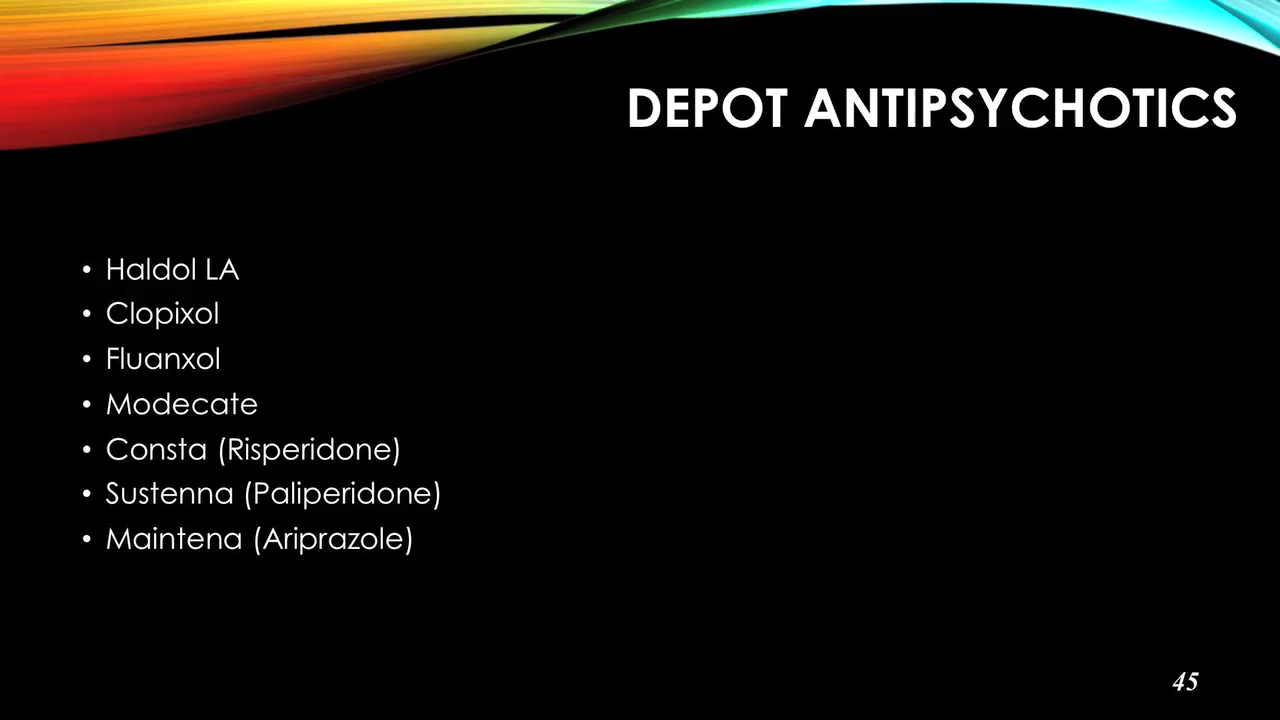 DEPOT ANTIPSYCHOTICS
• Haldol LA
• Clopixol
• Fluanxol
• Modecate
• Consta (Risperidone)
• Sustenna (Paliperidone)
• Maintena (Ariprazole)
45